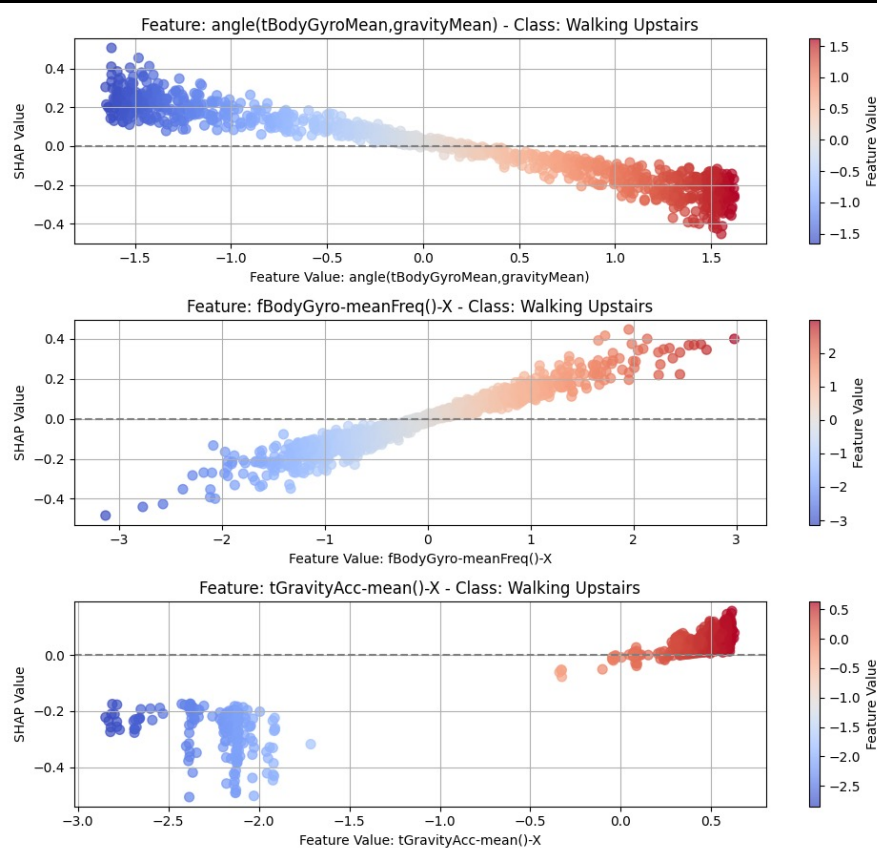 Feature: angle(tBodyGyroMean,gravityMean) - Class: Walking Upstairs
SHAP Value
0.4
0.2
0.0
−0.2
−0.4
−1.5 −1.0 −0.5 0.0 0.5 1.0 1.5
Feature Value: angle(tBodyGyroMean,gravityMean)
1.5
1.0
0.5
0.0
−0.5
−1.0
−1.5
Feature Value
Feature: fBodyGyro-meanFreq()-X - Class: Walking Upstairs
SHAP Value
0.4
0.2
0.0
−0.2
−0.4
−3 −2 −1 0 1 2 3
Feature Value: fBodyGyro-meanFreq()-X
2
1
0
−1
−2
−3
Feature Value
Feature: tGravityAcc-mean()-X - Class: Walking Upstairs
SHAP Value
0.0
−0.2
−0.4
−3.0 −2.5 −2.0 −1.5 −1.0 −0.5 0.0 0.5
Feature Value: tGravityAcc-mean()-X
0.5
0.0
−0.5
−1.0
−1.5
−2.0
−2.5
Feature Value